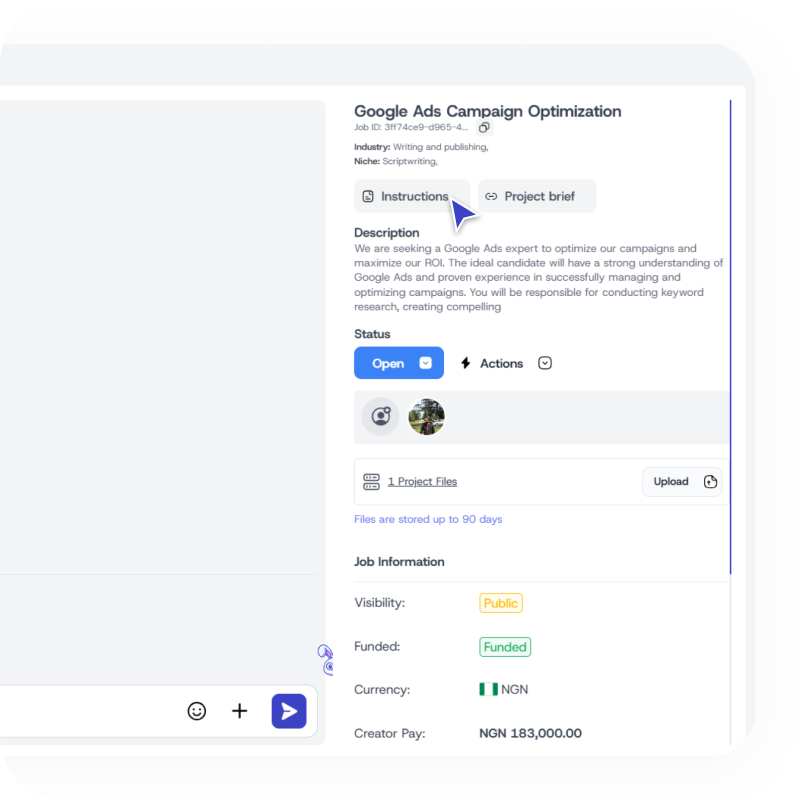 Google Ads Campaign Optimization
Job ID: 3ff74ce9-d965-4...
Industry: Writing and publishing,
Niche: Scriptwriting,
Instructions Project brief
Description
We are seeking a Google Ads expert to optimize our campaigns and
maximize our ROI. The ideal candidate will have a strong understanding of
Google Ads and proven experience in successfully managing and
optimizing campaigns. You will be responsible for conducting keyword
research, creating compelling
Status
Open Actions
1 Project Files Upload
Files are stored up to 90 days
Job Information
Visibility: Public
Funded: Funded
Currency: NGN
Creator Pay: NGN 183,000.00